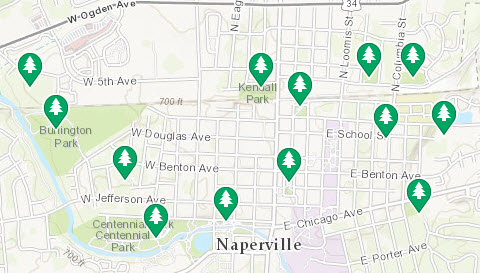 W Ogden Ave
N Eag
34
N Loomis St
N Columbia St
W 5th Ave
Kendall
Park
700 ft
Burlington
Park
W Douglas Ave
E School St
W Benton Ave
E Benton Ave
W Jefferson Ave
Centennial Park
Centennial
Park
E Chicago Ave
Naperville
700 ft
E Porter Ave